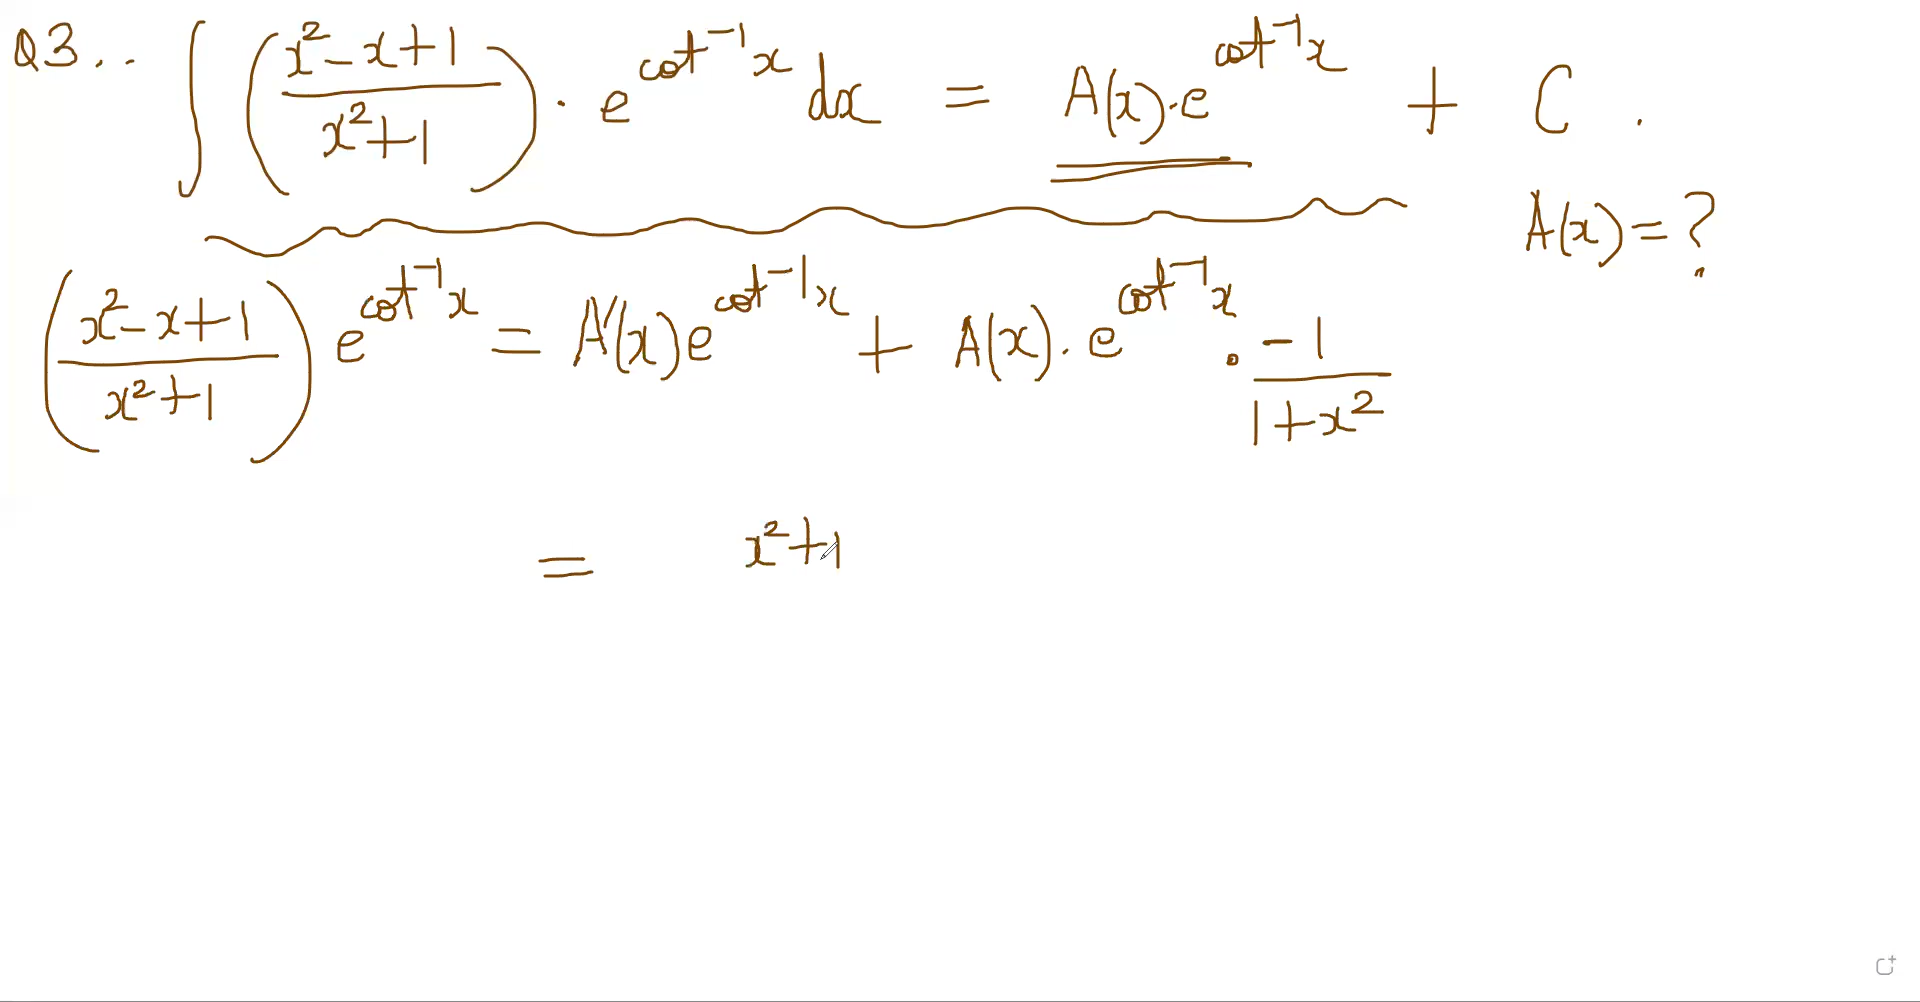 Q3.. ∫ ((x²-x+1)/(x²+1)) · e^(cot⁻¹x) dx = A(x)·e^(cot⁻¹x) + C .
A(x) = ?
((x²-x+1)/(x²+1)) e^(cot⁻¹x) = A'(x) e^(cot⁻¹x) + A(x) · e^(cot⁻¹x) · (-1)/(1+x²)
= x²+1